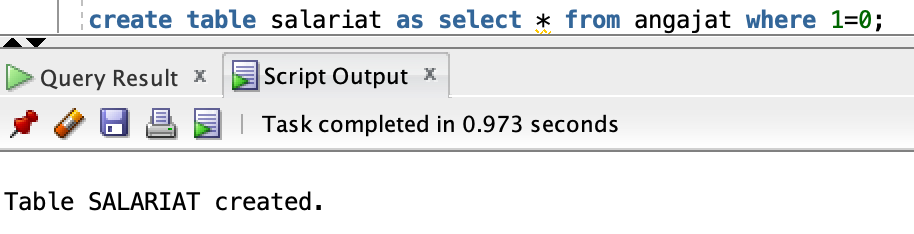 create table salariat as select * from angajat where 1=0;
Query Result x Script Output x
| Task completed in 0.973 seconds
Table SALARIAT created.